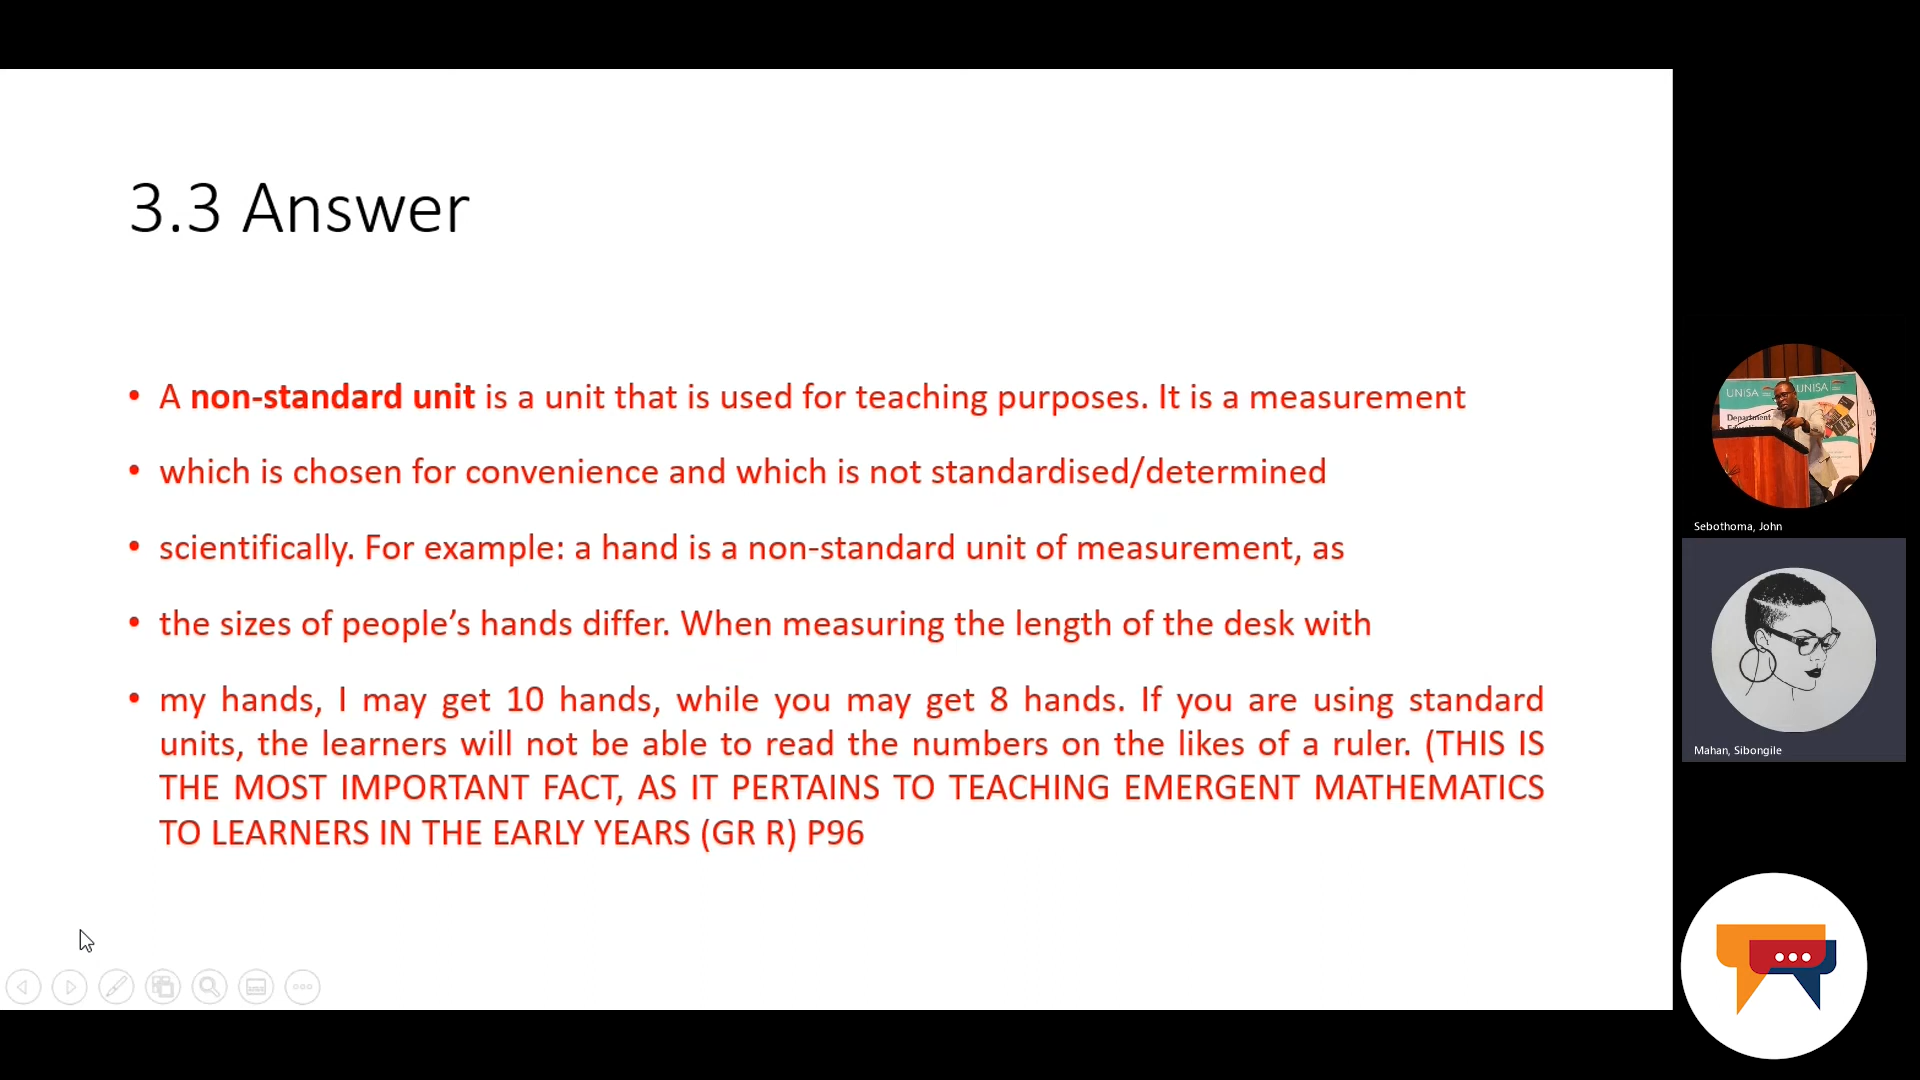 3.3 Answer
• A non-standard unit is a unit that is used for teaching purposes. It is a measurement
• which is chosen for convenience and which is not standardised/determined
• scientifically. For example: a hand is a non-standard unit of measurement, as
• the sizes of people’s hands differ. When measuring the length of the desk with
• my hands, I may get 10 hands, while you may get 8 hands. If you are using standard
units, the learners will not be able to read the numbers on the likes of a ruler. (THIS IS
THE MOST IMPORTANT FACT, AS IT PERTAINS TO TEACHING EMERGENT MATHEMATICS
TO LEARNERS IN THE EARLY YEARS (GR R) P96
UNISA
UNISA
Department
Sebothoma, John
Mahan, Sibongile